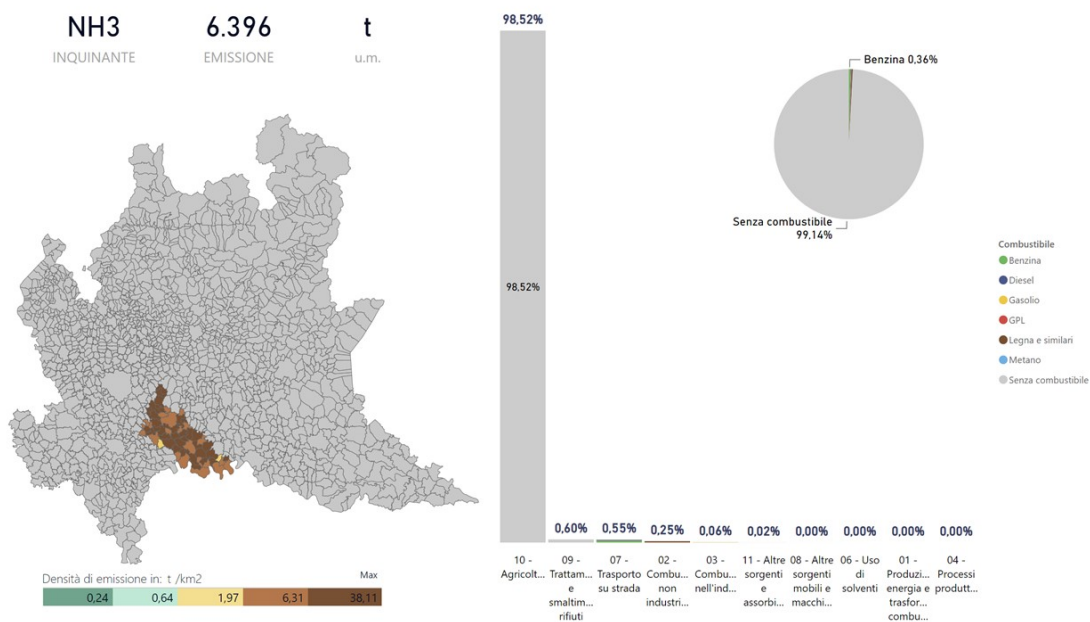 NH3
6.396
t
INQUINANTE
EMISSIONE
u.m.
98,52%
98,52%
Benzina 0,36%
Senza combustibile
99,14%
Combustibile
Benzina
Diesel
Gasolio
GPL
Legna e similari
Metano
Senza combustibile
0,60%
0,55%
0,25%
0,06%
0,02%
0,00%
0,00%
0,00%
0,00%
10 -
Agricolt...
09 -
Trattam...
e
smaltim...
rifiuti
07 -
Trasporto
su strada
02 -
Combu...
non
industri...
03 -
Combu...
nell'ind...
11 - Altre
sorgenti
e
assorbi...
08 - Altre
sorgenti
mobili e
macchi...
06 - Uso
di
solventi
01 -
Produzi...
energia e
trasfor...
combu...
04 -
Processi
produtt...
Densità di emissione in: t /km2
Max
0,24
0,64
1,97
6,31
38,11